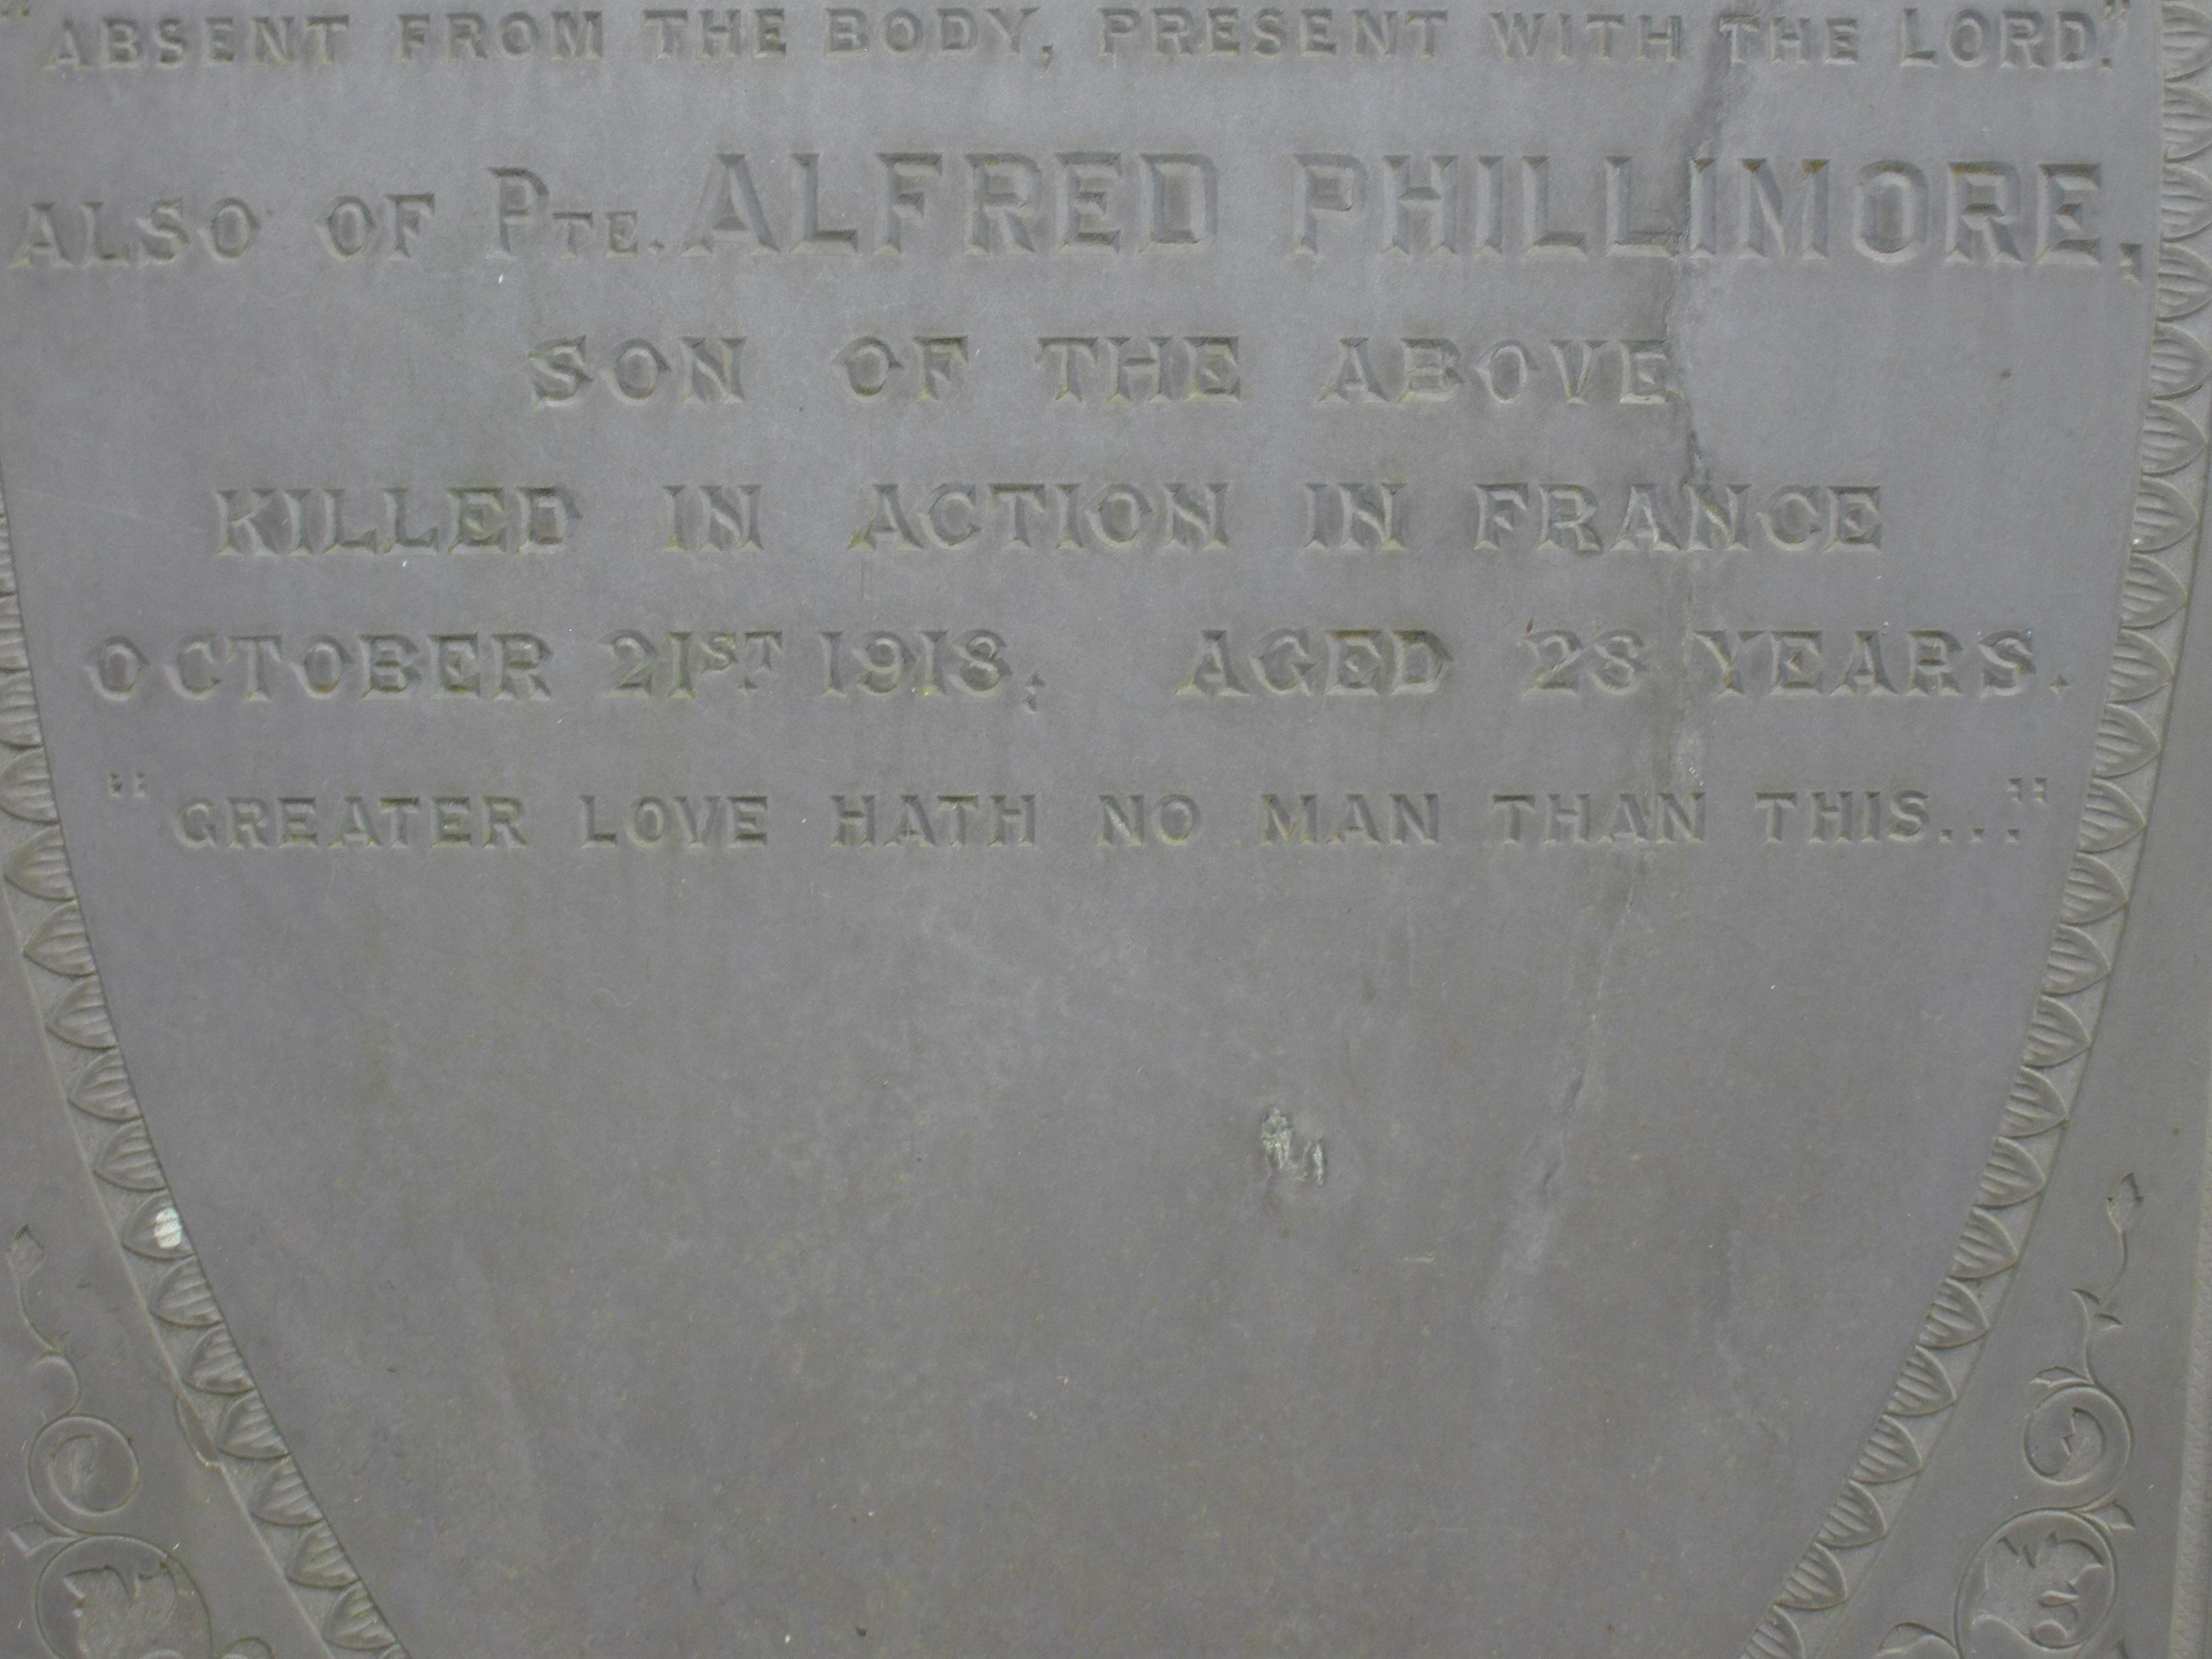 "ABSENT FROM THE BODY, PRESENT WITH THE LORD."
ALSO OF PTE. ALFRED PHILLIMORE,
SON OF THE ABOVE
KILLED IN ACTION IN FRANCE
OCTOBER 21ST 1918; AGED 28 YEARS.
"GREATER LOVE HATH NO MAN THAN THIS..."